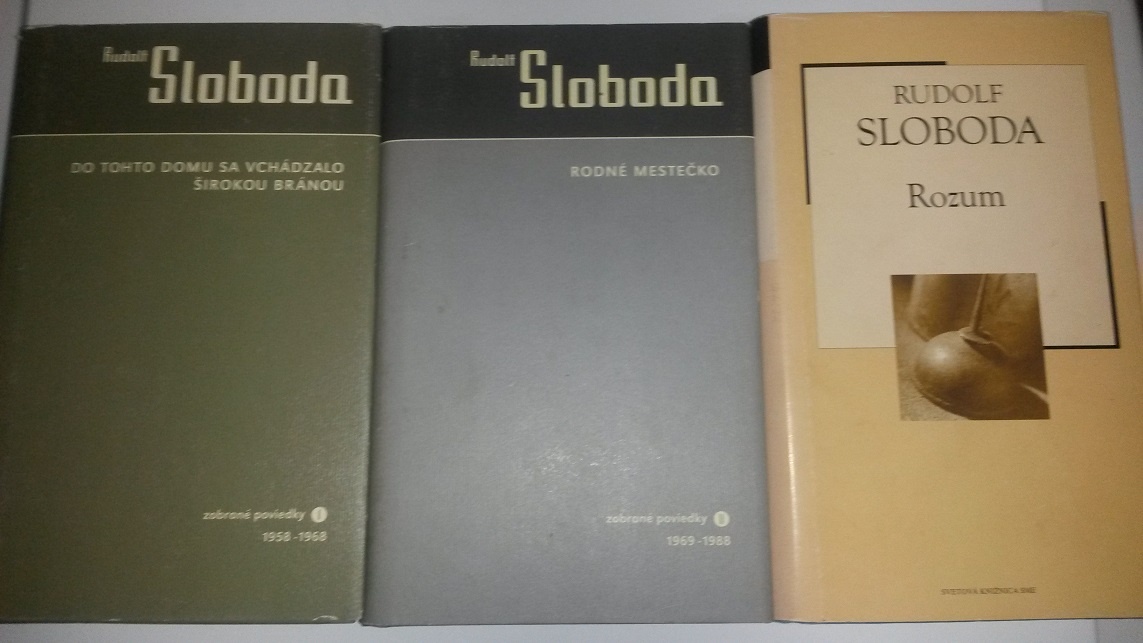 Rudolf
Sloboda
DO TOHTO DOMU SA VCHÁDZALO
ŠIROKOU BRÁNOU
zobrané poviedky I
1958-1968
Rudolf
Sloboda
RODNÉ MESTEČKO
zobrané poviedky II
1969-1988
RUDOLF
SLOBODA
Rozum
SVETOVÁ KNIŽNICA SME